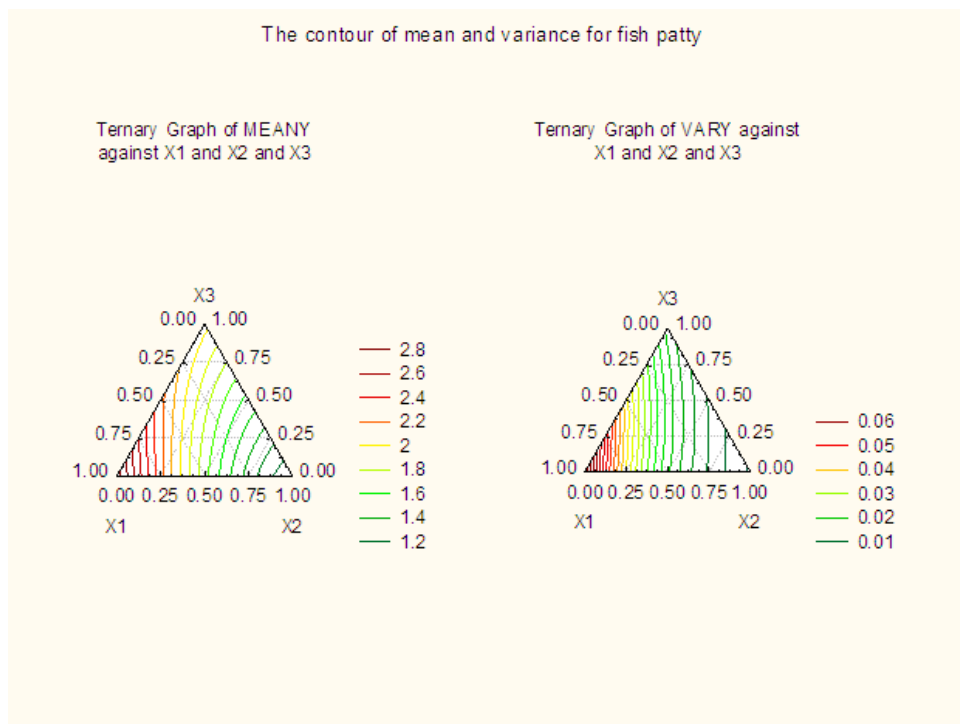 The contour of mean and variance for fish patty
Ternary Graph of MEANY
against X1 and X2 and X3
X3
0.00 1.00
0.25 0.75
0.50 0.50
0.75 0.25
1.00 0.00
0.00 0.25 0.50 0.75 1.00
X1 X2
2.8
2.6
2.4
2.2
2
1.8
1.6
1.4
1.2
Ternary Graph of VARY against
X1 and X2 and X3
X3
0.00 1.00
0.25 0.75
0.50 0.50
0.75 0.25
1.00 0.00
0.00 0.25 0.50 0.75 1.00
X1 X2
0.06
0.05
0.04
0.03
0.02
0.01